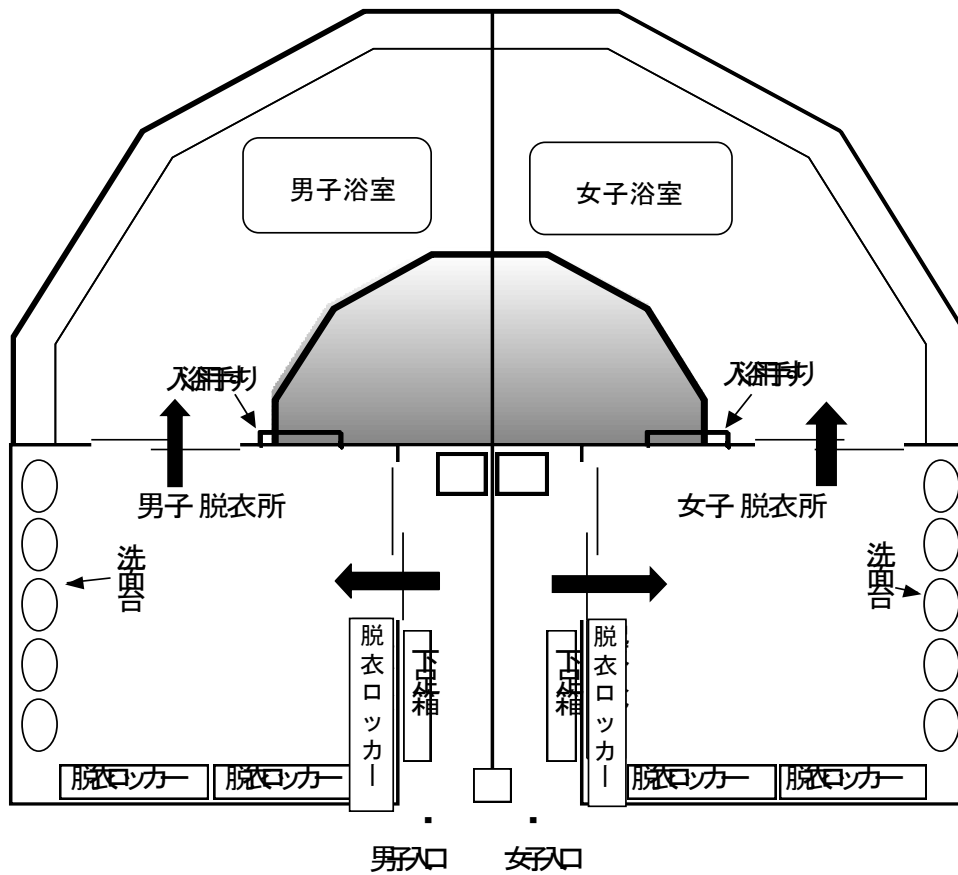 男子浴室
女子浴室
入浴用手すり
入浴用手すり
男子 脱衣所
女子 脱衣所
洗面台
洗面台
脱衣ロッカー
下足箱
下足箱
脱衣ロッカー
脱衣ロッカー
脱衣ロッカー
脱衣ロッカー
脱衣ロッカー
男子入口
女子入口